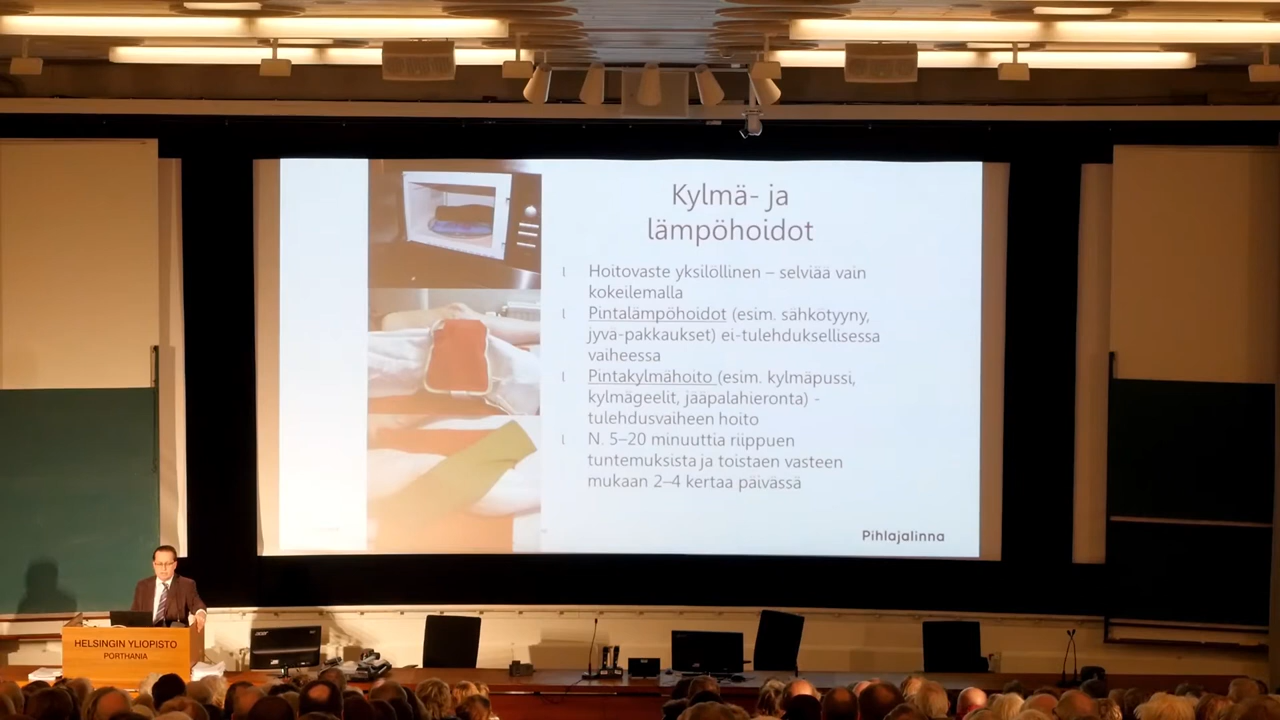 Kylmä- ja
lämpöhoidot
l Hoitovaste yksilöllinen – selviää vain
kokeilemalla
l Pintalämpöhoidot (esim. sähkotyyny,
jyvä-pakkaukset) ei-tulehduksellisessa
vaiheessa
l Pintakylmähoito (esim. kylmäpussi,
kylmägeelit, jääpalahieronta) -
tulehdusvaiheen hoito
l N. 5–20 minuuttia riippuen
tuntemuksista ja toistaen vasteen
mukaan 2–4 kertaa päivässä
Pihlajalinna
HELSINGIN YLIOPISTO
PORTHANIA
acer